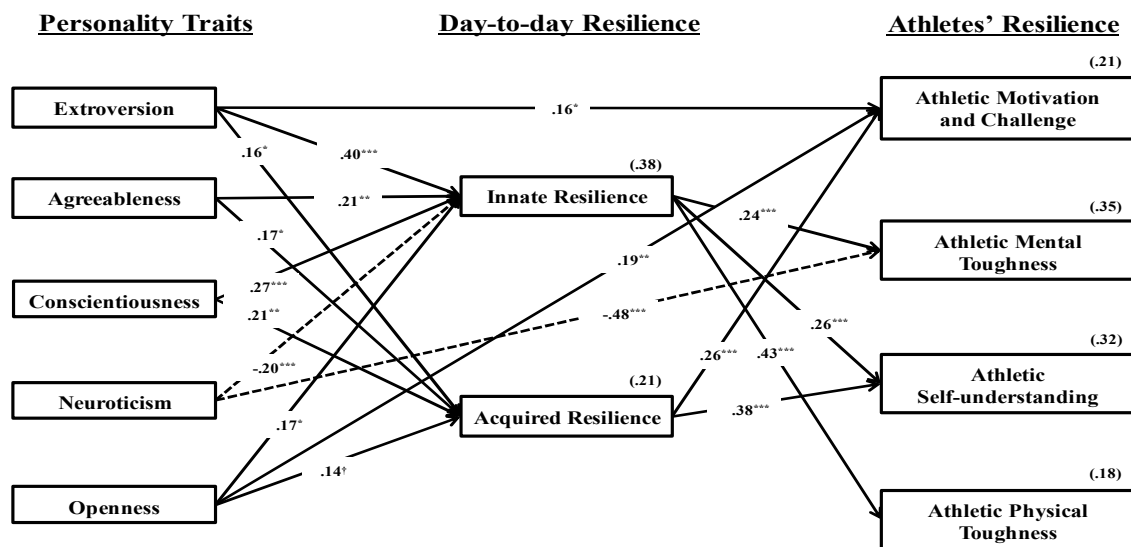 Personality Traits
Day-to-day Resilience
Athletes' Resilience
(.21)
Extroversion
.16*
Athletic Motivation
and Challenge
.16*
.40***
(.38)
Agreeableness
.21**
Innate Resilience
.24***
(.35)
.17*
.19**
Athletic Mental
Toughness
Conscientiousness
.27***
.21**
-.48***
.26***
(.32)
-.20***
.26***
.43***
Neuroticism
(.21)
Athletic
Self-understanding
Acquired Resilience
.38***
.17*
.14†
(.18)
Openness
Athletic Physical
Toughness